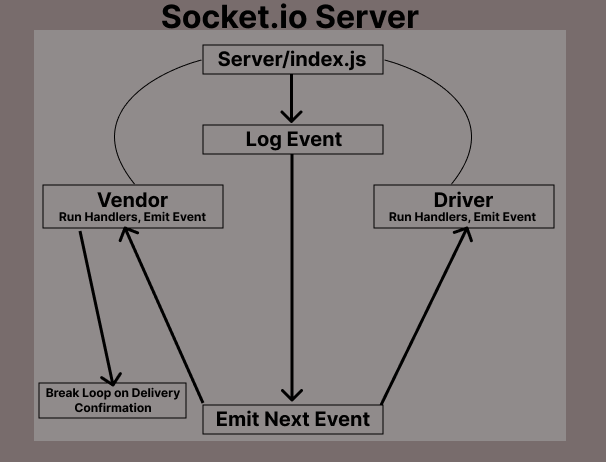 Socket.io Server
Server/index.js
Log Event
Vendor
Run Handlers, Emit Event
Driver
Run Handlers, Emit Event
Break Loop on Delivery
Confirmation
Emit Next Event